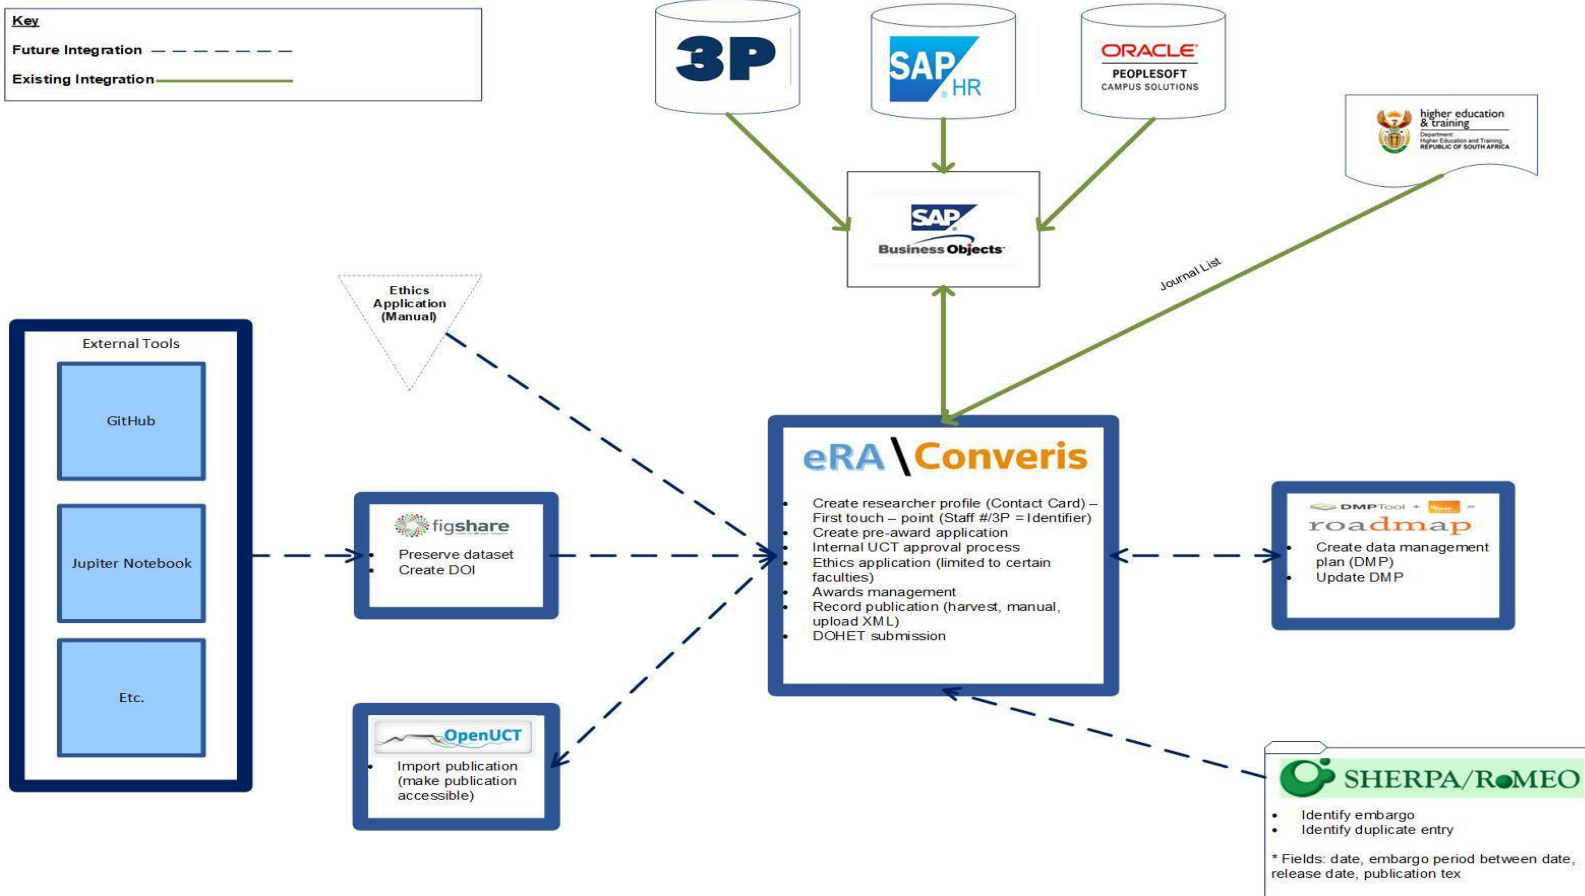 Key
Future Integration
Existing Integration
3P
SAP
® HR
ORACLE®
PEOPLESOFT
CAMPUS SOLUTIONS
higher education
& training
Department:
Higher Education and Training
REPUBLIC OF SOUTH AFRICA
SAP
Business Objects
Journal List
Ethics
Application
(Manual)
External Tools
GitHub
Jupiter Notebook
Etc.
figshare
• Preserve dataset
• Create DOI
OpenUCT
• Import publication
(make publication
accessible)
eRA\Converis
• Create researcher profile (Contact Card) –
First touch – point (Staff #/3P = Identifier)
• Create pre-award application
• Internal UCT approval process
• Ethics application (limited to certain
faculties)
• Awards management
• Record publication (harvest, manual,
upload XML)
• DOHET submission
DMPTool + =
roadmap
• Create data management
plan (DMP)
• Update DMP
SHERPA/RoMEO
• Identify embargo
• Identify duplicate entry
* Fields: date, embargo period between date,
release date, publication tex